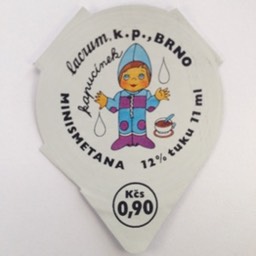 lacrum, k.p., BRNO
kapucínek
MINISMETANA 12% tuku 11 ml
Kčs
0,90